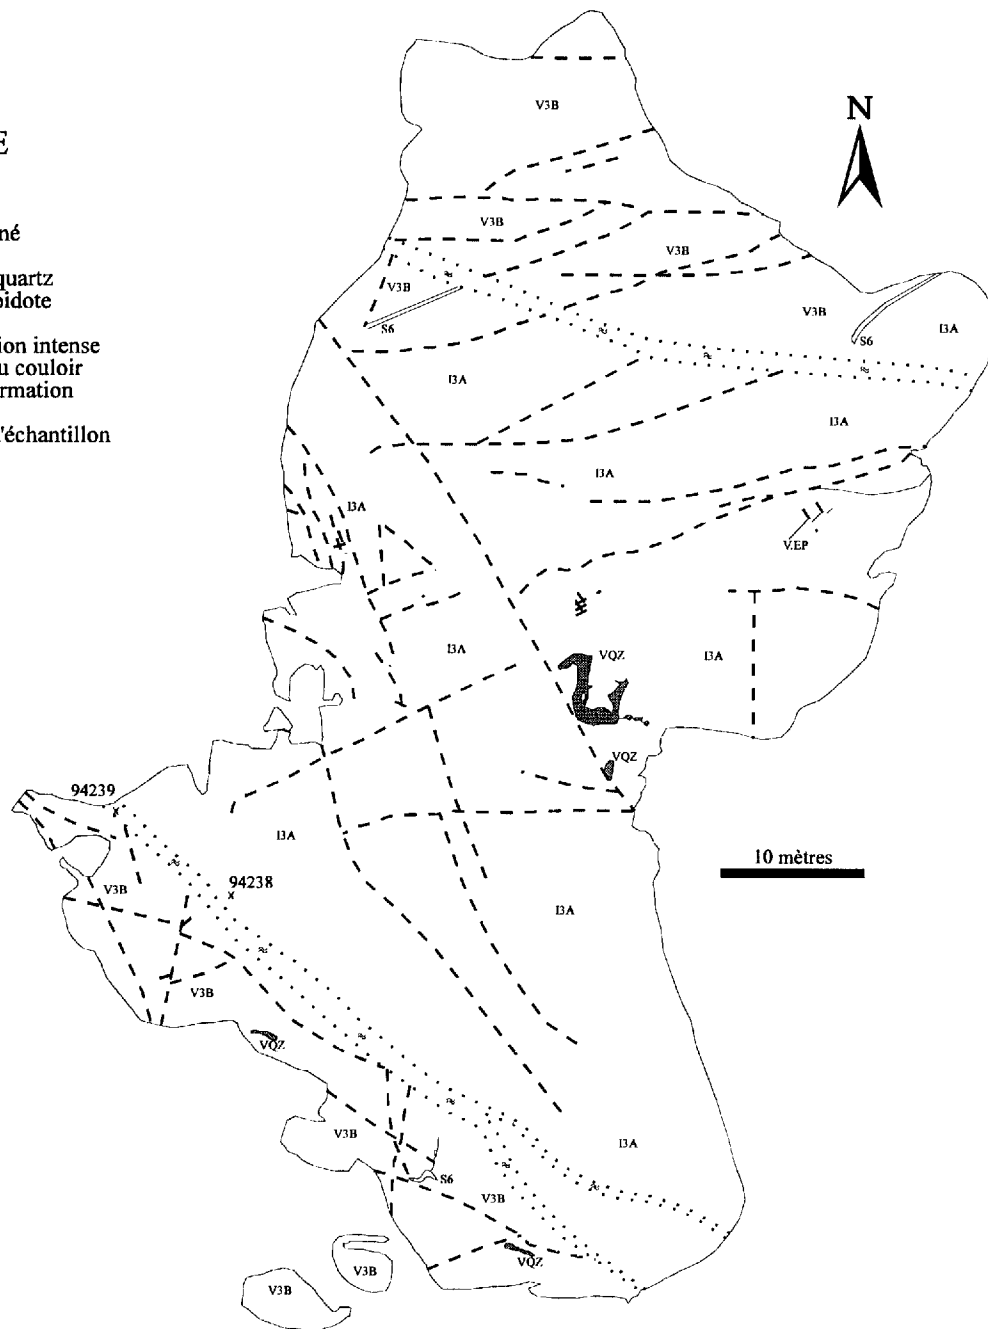 E
N
né
quartz
pidote
ion intense
u couloir
rmation
l'échantillon
V3B
V3B
V3B
V3B
V3B
S6
S6
I3A
I3A
I3A
I3A
I3A
V.EP
I3A
I3A
VQZ
VQZ
94239
I3A
10 mètres
94238
V3B
I3A
V3B
VQZ
V3B
I3A
S6
V3B
VQZ
V3B
V3B